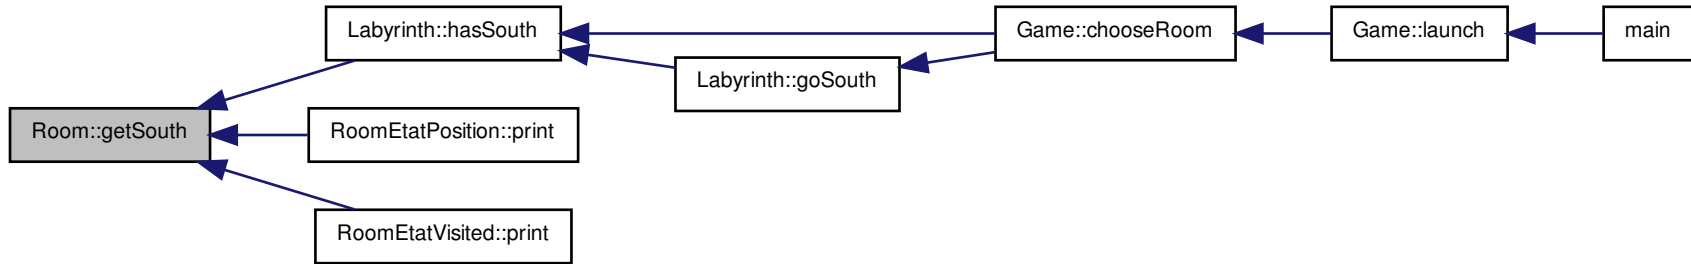 Labyrinth::hasSouth
Game::chooseRoom
Game::launch
main
Labyrinth::goSouth
Room::getSouth
RoomEtatPosition::print
RoomEtatVisited::print